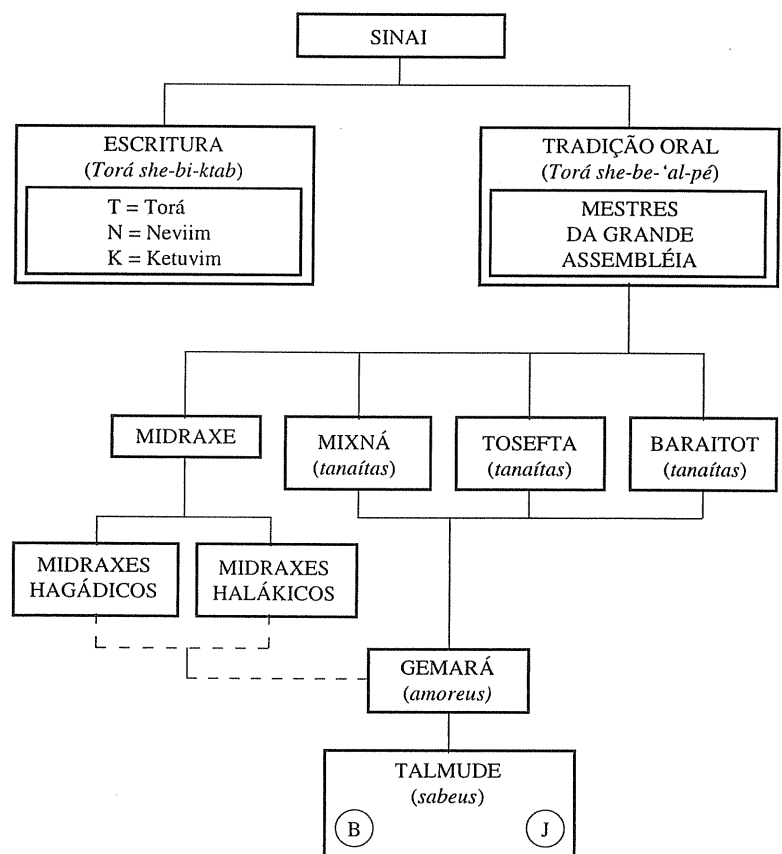 SINAI
ESCRITURA
(Torá she-bi-ktab)
T = Torá
N = Neviim
K = Ketuvim
TRADIÇÃO ORAL
(Torá she-be-‘al-pé)
MESTRES
DA GRANDE
ASSEMBLÉIA
MIDRAXE
MIXNÁ
(tanaítas)
TOSEFTA
(tanaítas)
BARAITOT
(tanaítas)
MIDRAXES
HAGÁDICOS
MIDRAXES
HALÁKICOS
GEMARÁ
(amoreus)
TALMUDE
(sabeus)
B
J